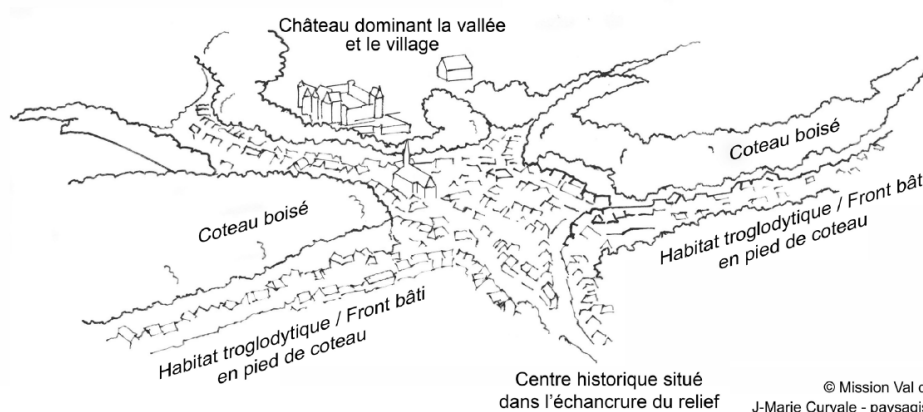 Château dominant la vallée
et le village
Coteau boisé
Coteau boisé
Habitat troglodytique / Front bâti
en pied de coteau
Habitat troglodytique / Front bâti
en pied de coteau
Centre historique situé
dans l'échancrure du relief
© Mission Val
J-Marie Curvale - paysagis